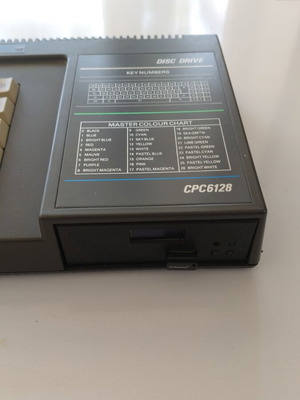 DISC DRIVE
KEY NUMBERS
MASTER COLOUR CHART
0 BLACK
1 BLUE
2 BRIGHT BLUE
3 RED
4 MAGENTA
5 MAUVE
6 BRIGHT RED
7 PURPLE
8 BRIGHT MAGENTA
9 GREEN
10 CYAN
11 SKY BLUE
12 YELLOW
13 WHITE
14 PASTEL BLUE
15 ORANGE
16 PINK
17 PASTEL MAGENTA
18 BRIGHT GREEN
19 SEA GREEN
20 BRIGHT CYAN
21 LIME GREEN
22 PASTEL GREEN
23 PASTEL CYAN
24 BRIGHT YELLOW
25 PASTEL YELLOW
26 BRIGHT WHITE
CPC6128